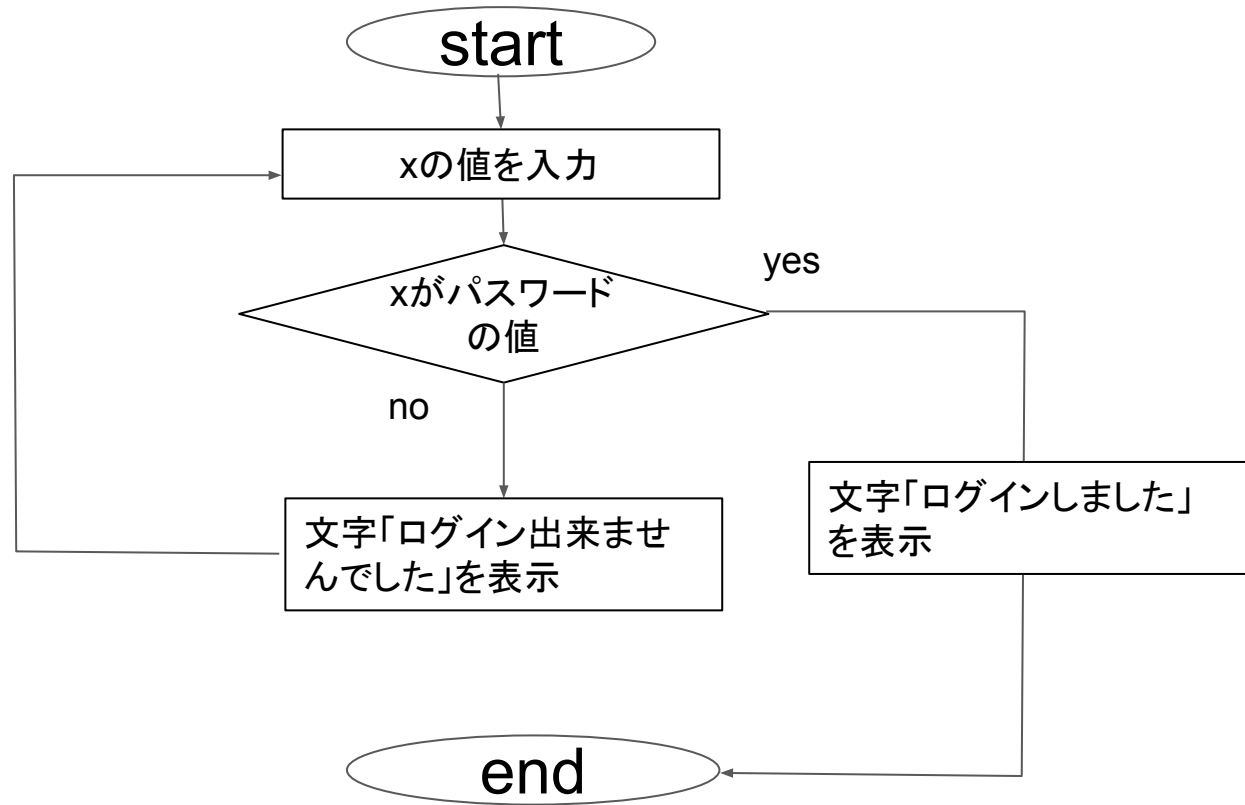 start
xの値を入力
xがパスワード
の値
yes
no
文字「ログイン出来ませ
んでした」を表示
文字「ログインしました」
を表示
end